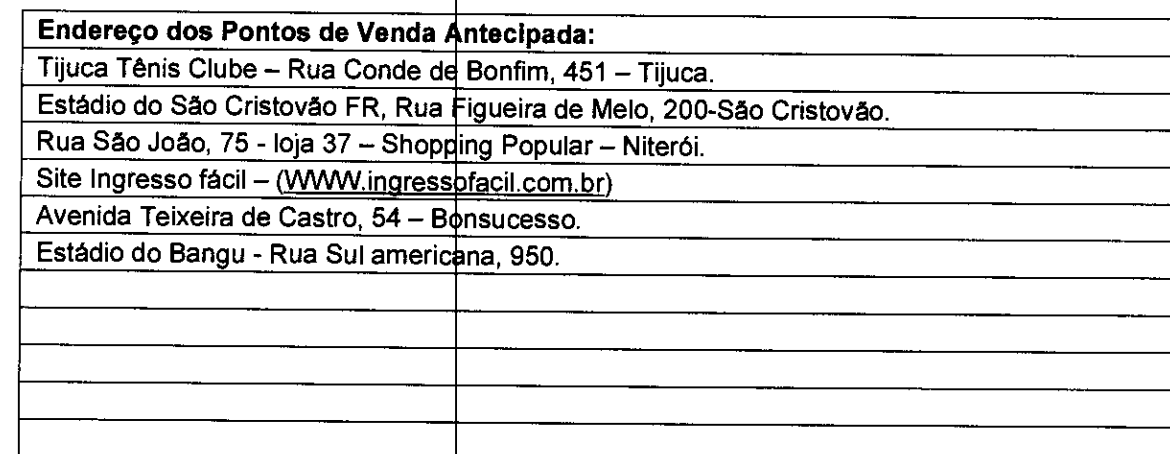 Endereço dos Pontos de Venda Antecipada:
Tijuca Tênis Clube – Rua Conde de Bonfim, 451 – Tijuca.
Estádio do São Cristovão FR, Rua Figueira de Melo, 200-São Cristovão.
Rua São João, 75 - loja 37 – Shopping Popular – Niterói.
Site Ingresso fácil – (WWW.ingressofacil.com.br)
Avenida Teixeira de Castro, 54 – Bonsucesso.
Estádio do Bangu - Rua Sul americana, 950.